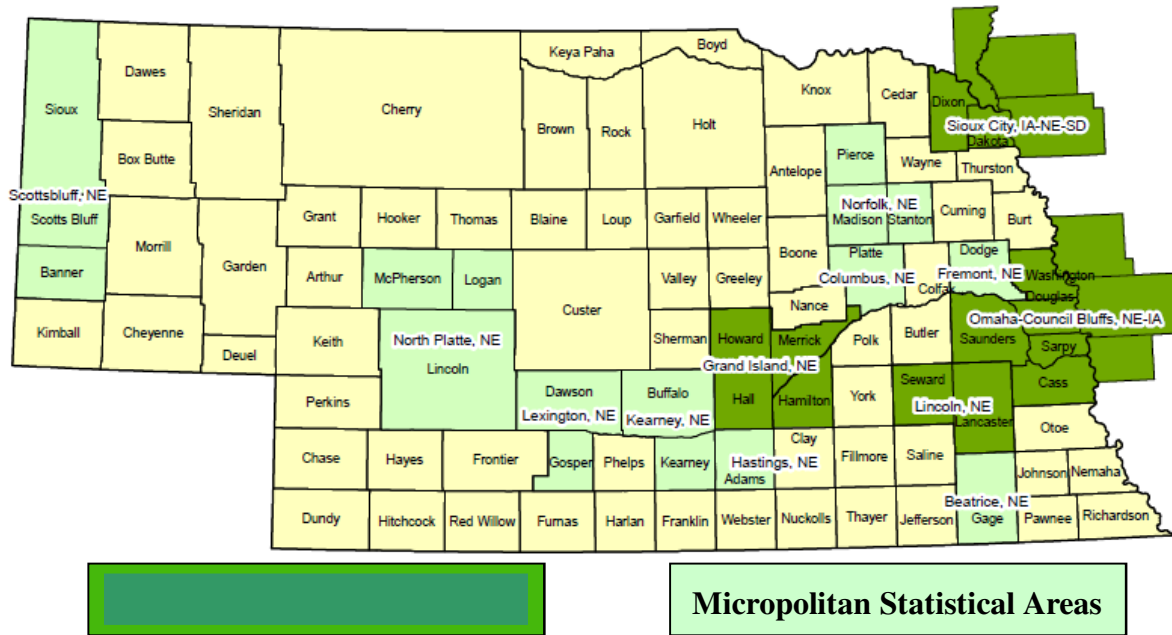 Keya Paha
Boyd
Dawes
Sioux
Sheridan
Cherry
Knox
Cedar
Dixon
Brown
Rock
Holt
Sioux City, IA-NE-SD
Dakota
Box Butte
Pierce
Antelope
Wayne
Thurston
Scottsbluff, NE
Scotts Bluff
Grant
Hooker
Thomas
Blaine
Loup
Garfield
Wheeler
Norfolk, NE
Madison
Stanton
Cuming
Burt
Morrill
Boone
Platte
Dodge
Banner
Garden
Arthur
McPherson
Logan
Valley
Greeley
Columbus, NE
Colfax
Fremont, NE
Washington
Douglas
Custer
Nance
Kimball
Cheyenne
Deuel
Keith
North Platte, NE
Lincoln
Sherman
Howard
Merrick
Polk
Butler
Saunders
Omaha-Council Bluffs, NE-IA
Sarpy
Grand Island, NE
Perkins
Dawson
Lexington, NE
Buffalo
Kearney, NE
Hall
Hamilton
York
Seward
Lincoln, NE
Lancaster
Cass
Otoe
Chase
Hayes
Frontier
Gosper
Phelps
Kearney
Hastings, NE
Adams
Clay
Fillmore
Saline
Johnson
Nemaha
Beatrice, NE
Gage
Dundy
Hitchcock
Red Willow
Furnas
Harlan
Franklin
Webster
Nuckolls
Thayer
Jefferson
Pawnee
Richardson
Micropolitan Statistical Areas